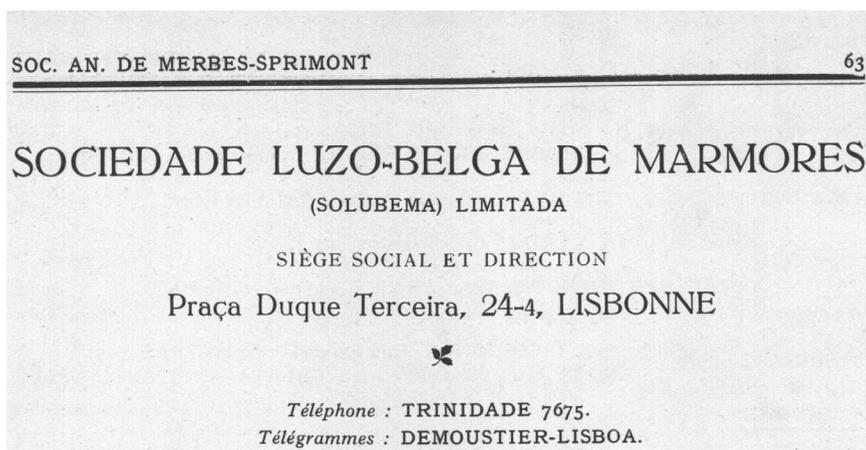 SOC. AN. DE MERBES-SPRIMONT 63
SOCIEDADE LUZO-BELGA DE MARMORES
(SOLUBEMA) LIMITADA
SIÈGE SOCIAL ET DIRECTION
Praça Duque Terceira, 24-4, LISBONNE
Téléphone : TRINIDADE 7675.
Télégrammes : DEMOUSTIER-LISBOA.